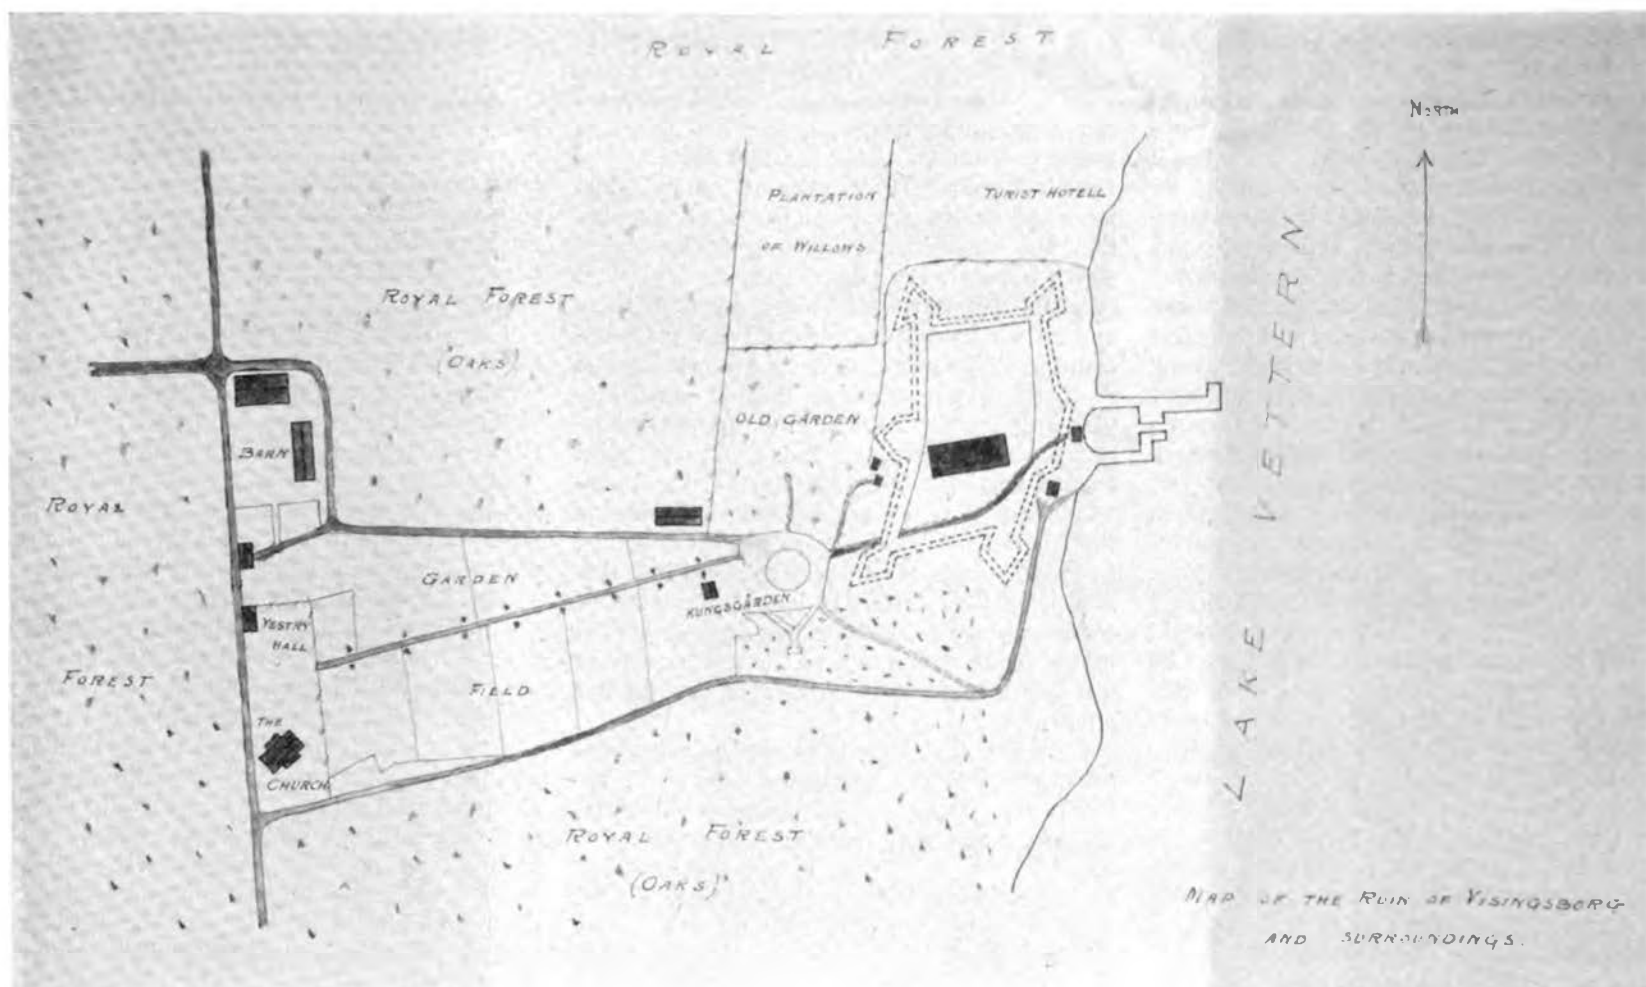 ROYAL FOREST
NORTH
PLANTATION
OF WILLOWS
TURIST HOTELL
LAKE VETTERN
ROYAL FOREST
(OAKS)
OLD GARDEN
BARN
ROYAL
FOREST
GARDEN
KUNGSGÅRDEN
VESTRY
HALL
FIELD
THE
CHURCH
ROYAL FOREST
(OAKS)
MAP OF THE RUIN OF VISINGSBORG
AND SURROUNDINGS.